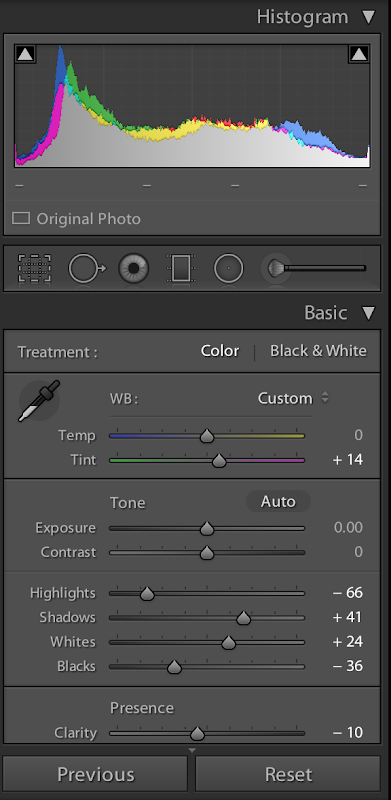 Histogram ▼
– – – –
Original Photo
Basic ▼
Treatment : Color | Black & White
WB : Custom
Temp 0
Tint + 14
Tone Auto
Exposure 0.00
Contrast 0
Highlights – 66
Shadows + 41
Whites + 24
Blacks – 36
Presence
Clarity – 10
Previous Reset